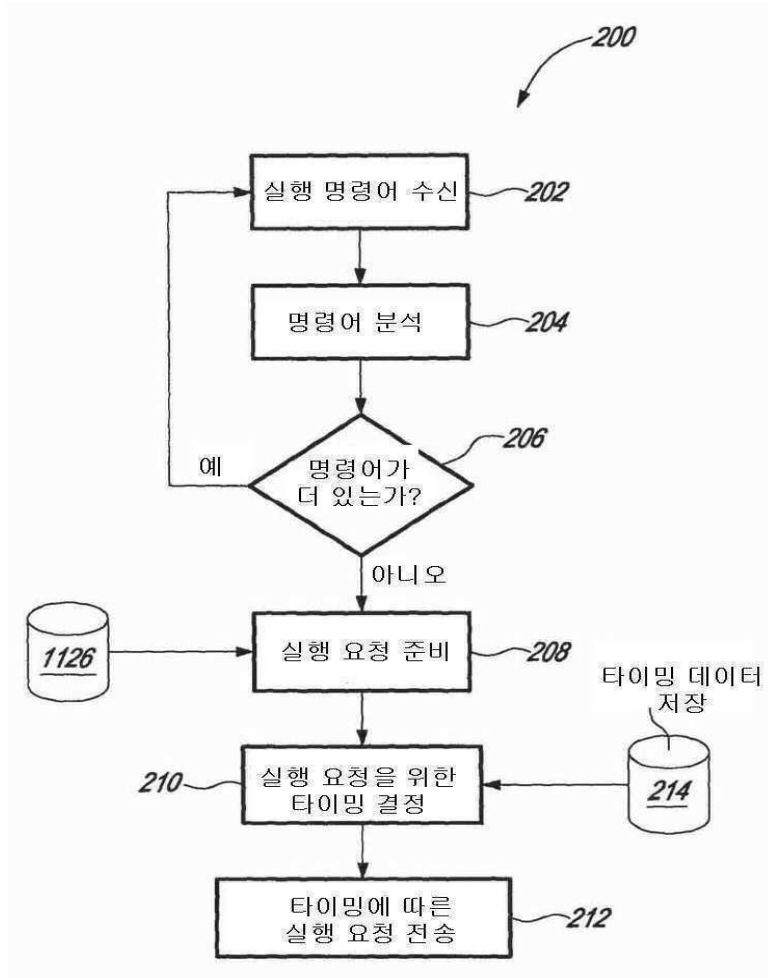 200
실행 명령어 수신
202
명령어 분석
204
206
명령어가
더 있는가?
예
아니오
1126
실행 요청 준비
208
타이밍 데이터
저장
210
실행 요청을 위한
타이밍 결정
214
타이밍에 따른
실행 요청 전송
212